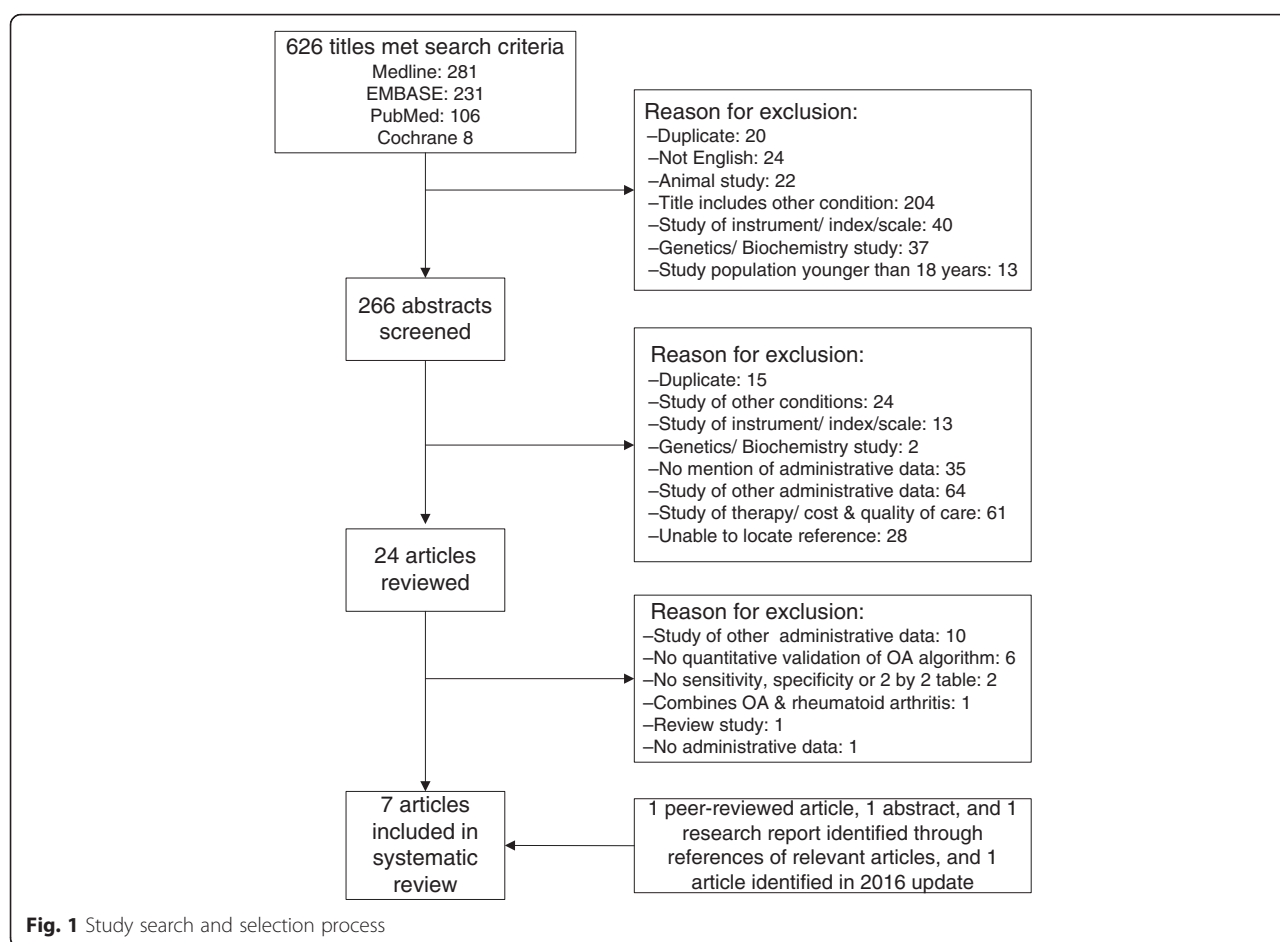 626 titles met search criteria
Medline: 281
EMBASE: 231
PubMed: 106
Cochrane 8
Reason for exclusion:
–Duplicate: 20
–Not English: 24
–Animal study: 22
–Title includes other condition: 204
–Study of instrument/ index/scale: 40
–Genetics/ Biochemistry study: 37
–Study population younger than 18 years: 13
266 abstracts
screened
Reason for exclusion:
–Duplicate: 15
–Study of other conditions: 24
–Study of instrument/ index/scale: 13
–Genetics/ Biochemistry study: 2
–No mention of administrative data: 35
–Study of other administrative data: 64
–Study of therapy/ cost & quality of care: 61
–Unable to locate reference: 28
24 articles
reviewed
Reason for exclusion:
–Study of other administrative data: 10
–No quantitative validation of OA algorithm: 6
–No sensitivity, specificity or 2 by 2 table: 2
–Combines OA & rheumatoid arthritis: 1
–Review study: 1
–No administrative data: 1
7 articles
included in
systematic
review
1 peer-reviewed article, 1 abstract, and 1
research report identified through
references of relevant articles, and 1
article identified in 2016 update
Fig. 1 Study search and selection process